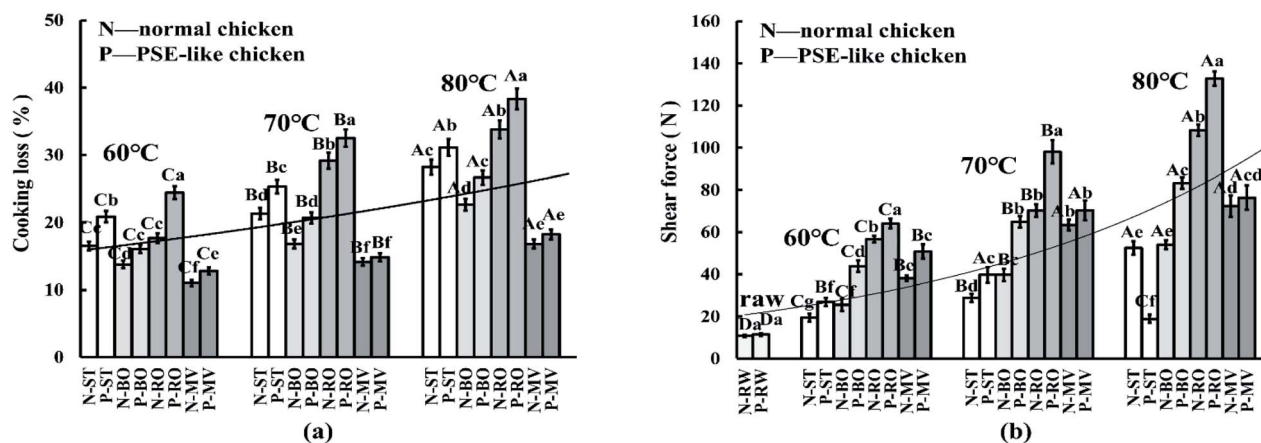 Cooking loss ( % )
50
40
30
20
10
0
N—normal chicken
P—PSE-like chicken
60°C
70°C
80°C
Cc
Cb
Cd
Cc
Cc
Ca
Cf
Cc
Bd
Bc
Be
Bd
Bb
Ba
Bf
Bf
Ac
Ab
Ad
Ac
Ab
Aa
Ae
Ae
N-ST
P-ST
N-BO
P-BO
N-RO
P-RO
N-MV
P-MV
N-ST
P-ST
N-BO
P-BO
N-RO
P-RO
N-MV
P-MV
N-ST
P-ST
N-BO
P-BO
N-RO
P-RO
N-MV
P-MV
(a)
Shear force ( N )
160
140
120
100
80
60
40
20
0
N—normal chicken
P—PSE-like chicken
raw
60°C
70°C
80°C
Da
Da
Cg
Bf
Cf
Cd
Cb
Ca
Bc
Bc
Bd
Ac
Bc
Bb
Bb
Ba
Ab
Ab
Ae
Cf
Ae
Ac
Ab
Aa
Ad
Acd
N-RW
P-RW
N-ST
P-ST
N-BO
P-BO
N-RO
P-RO
N-MV
P-MV
N-ST
P-ST
N-BO
P-BO
N-RO
P-RO
N-MV
P-MV
N-ST
P-ST
N-BO
P-BO
N-RO
P-RO
N-MV
P-MV
(b)